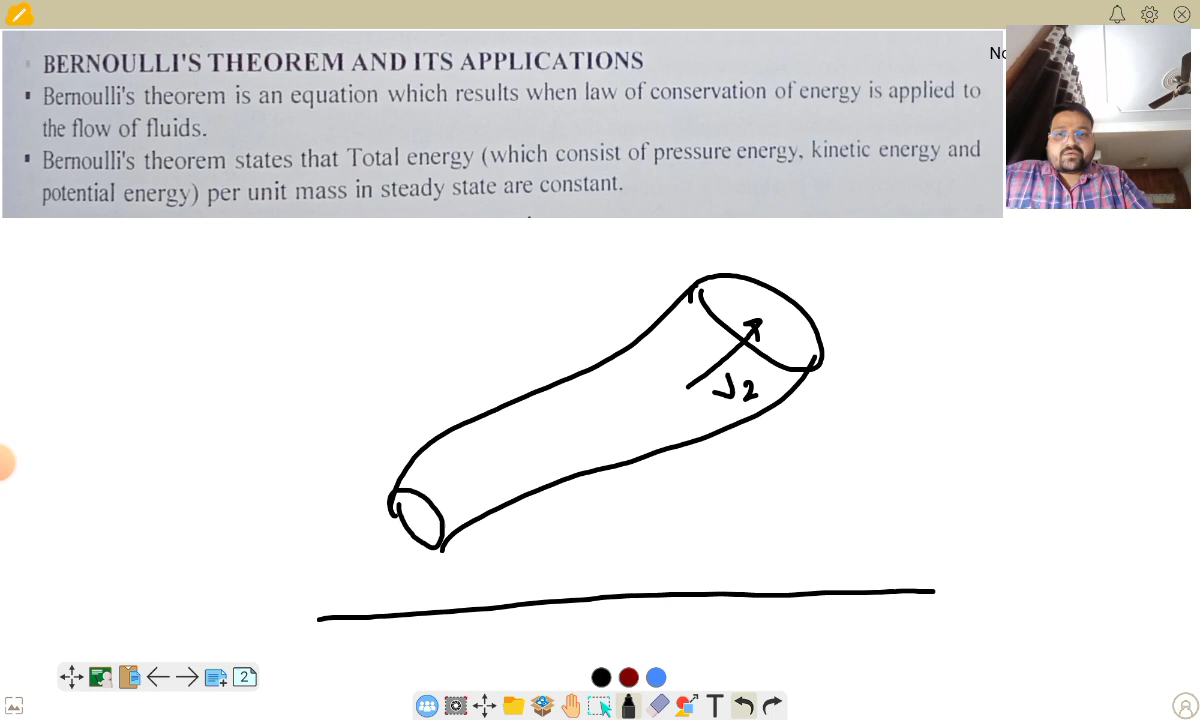 No
BERNOULLI'S THEOREM AND ITS APPLICATIONS
Bernoulli's theorem is an equation which results when law of conservation of energy is applied to
the flow of fluids.
Bernoulli's theorem states that Total energy (which consist of pressure energy, kinetic energy and
potential energy) per unit mass in steady state are constant.
V2
2
T